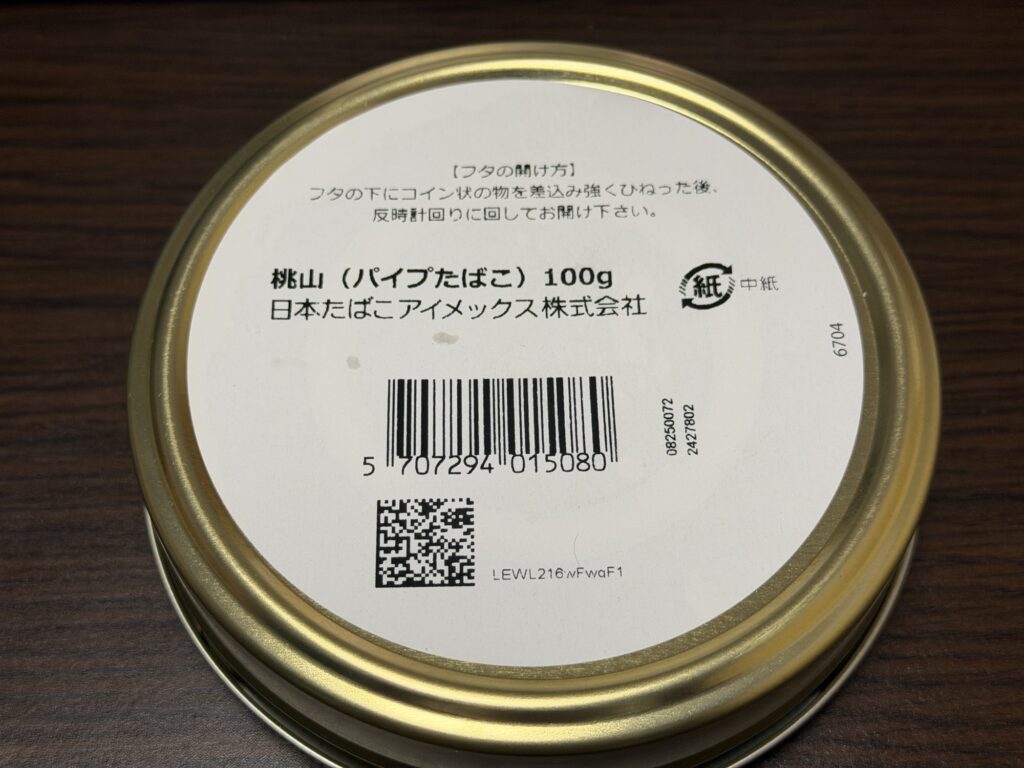 【フタの開け方】
フタの下にコイン状の物を差込み強くひねった後、
反時計回りに回してお開け下さい。
桃山（パイプたばこ）100g
日本たばこアイメックス株式会社
紙
中紙
6704
08250072
2427802
5 707294 015080
LEWL216wFwqF1